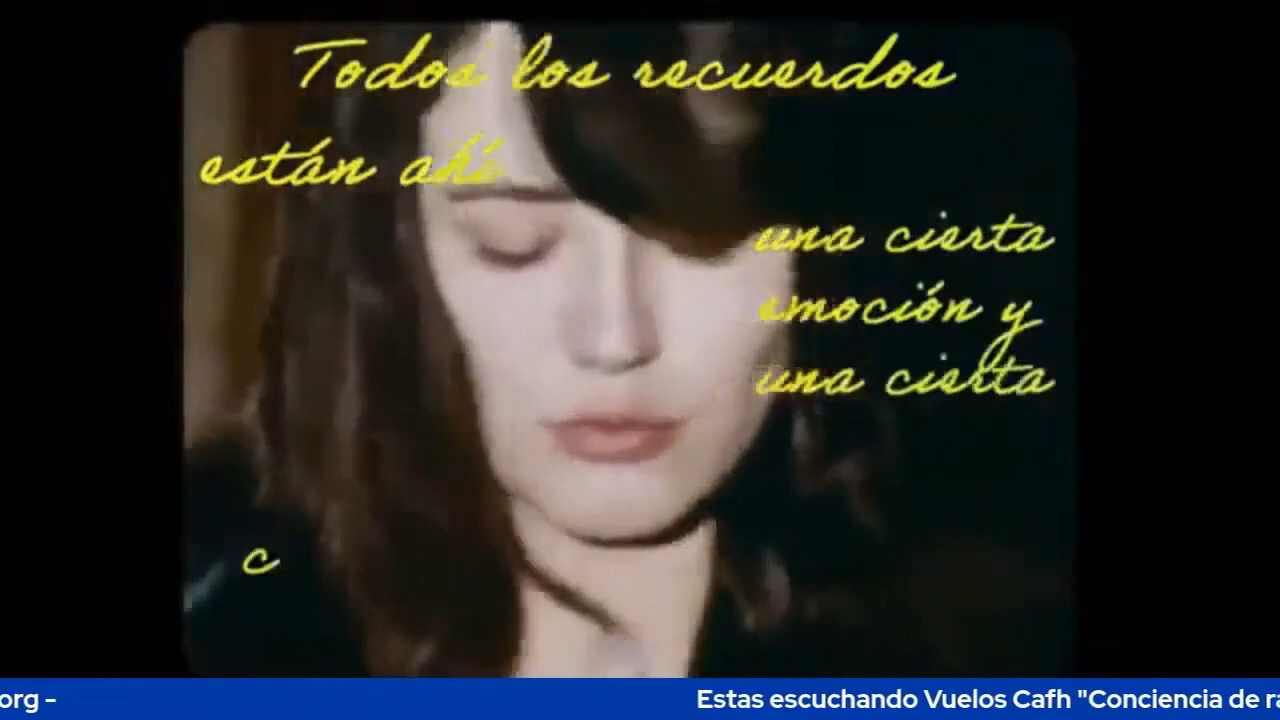 Todos los recuerdos
están ahí
una cierta
emoción y
una cierta
c
org -
Estas escuchando Vuelos Cafh "Conciencia de ra